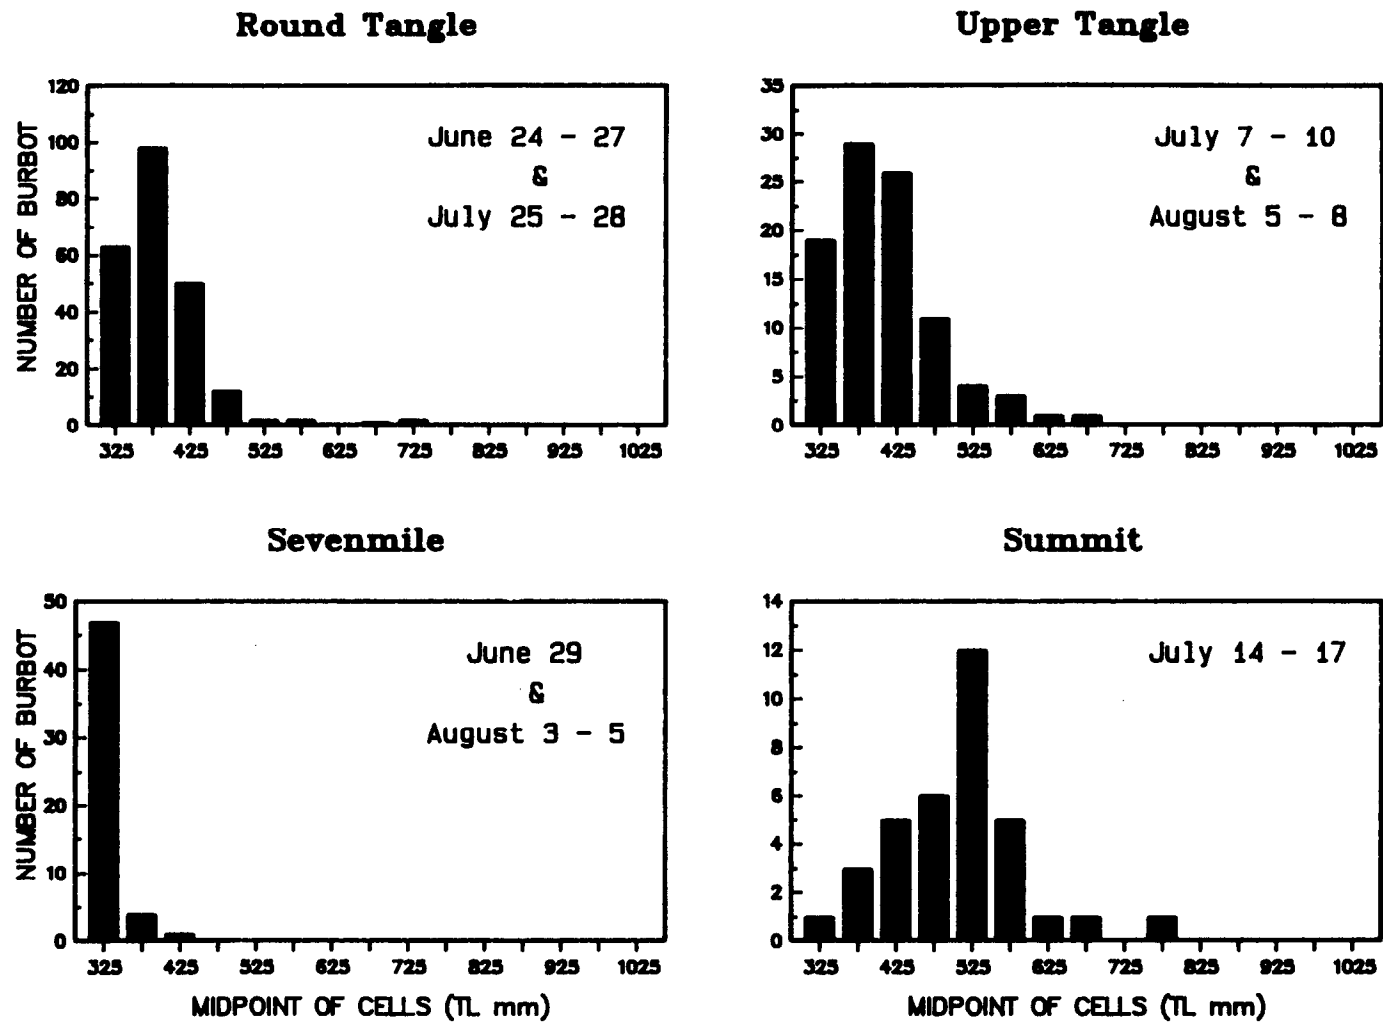 Round Tangle
NUMBER OF BURBOT
120
100
80
60
40
20
0
June 24 - 27
&
July 25 - 28
325 425 525 625 725 825 925 1025
Upper Tangle
35
30
25
20
15
10
5
0
July 7 - 10
&
August 5 - 8
325 425 525 625 725 825 925 1025
Sevenmile
NUMBER OF BURBOT
50
40
30
20
10
0
June 29
&
August 3 - 5
325 425 525 625 725 825 925 1025
MIDPOINT OF CELLS (TL mm)
Summit
14
12
10
8
6
4
2
0
July 14 - 17
325 425 525 625 725 825 925 1025
MIDPOINT OF CELLS (TL mm)